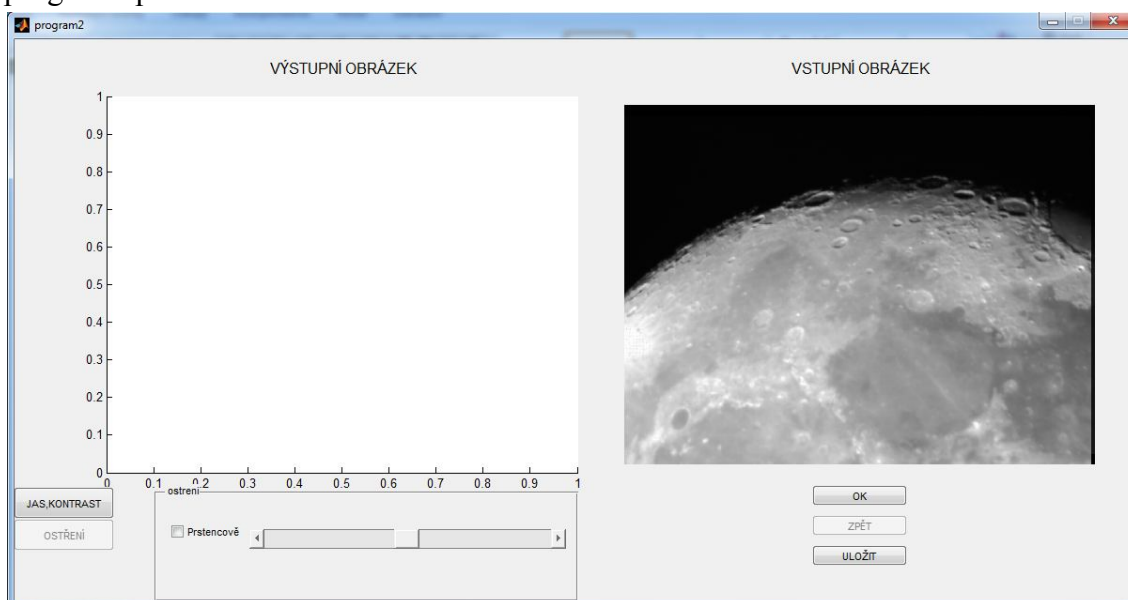 program2
VÝSTUPNÍ OBRÁZEK
VSTUPNÍ OBRÁZEK
1
0.9
0.8
0.7
0.6
0.5
0.4
0.3
0.2
0.1
0
0 0.1 0.2 0.3 0.4 0.5 0.6 0.7 0.8 0.9 1
JAS,KONTRAST
OSTŘENÍ
ostreni
Prstencově
OK
ZPĚT
ULOŽIT